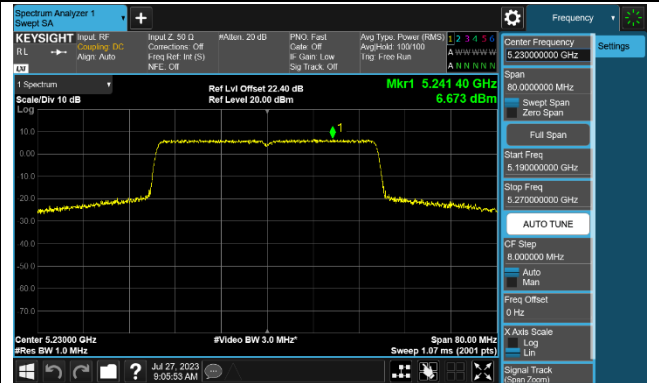 Spectrum Analyzer 1
Swept SA
Frequency
KEYSIGHT
RL
LXI
Input: RF
Coupling: DC
Align: Auto
Input Z: 50 Ω
Corrections: Off
Freq Ref: Int (S)
NFE: Off
#Atten: 20 dB
PNO: Fast
Gate: Off
IF Gain: Low
Sig Track: Off
Avg Type: Power (RMS)
Avg|Hold: 100/100
Trig: Free Run
1 2 3 4 5 6
A W W W W W
A N N N N N
1 Spectrum
Scale/Div 10 dB
Log
Ref Lvl Offset 22.40 dB
Ref Level 20.00 dBm
Mkr1 5.241 40 GHz
6.673 dBm
1
10.0
0.00
-10.0
-20.0
-30.0
-40.0
-50.0
-60.0
-70.0
Center 5.23000 GHz
#Res BW 1.0 MHz
#Video BW 3.0 MHz*
Span 80.00 MHz
Sweep 1.07 ms (2001 pts)
Jul 27, 2023
9:05:53 AM
Center Frequency
5.230000000 GHz
Span
80.0000000 MHz
Swept Span
Zero Span
Full Span
Start Freq
5.190000000 GHz
Stop Freq
5.270000000 GHz
AUTO TUNE
CF Step
8.000000 MHz
Auto
Man
Freq Offset
0 Hz
X Axis Scale
Log
Lin
Signal Track
(Span Zoom)
Settings